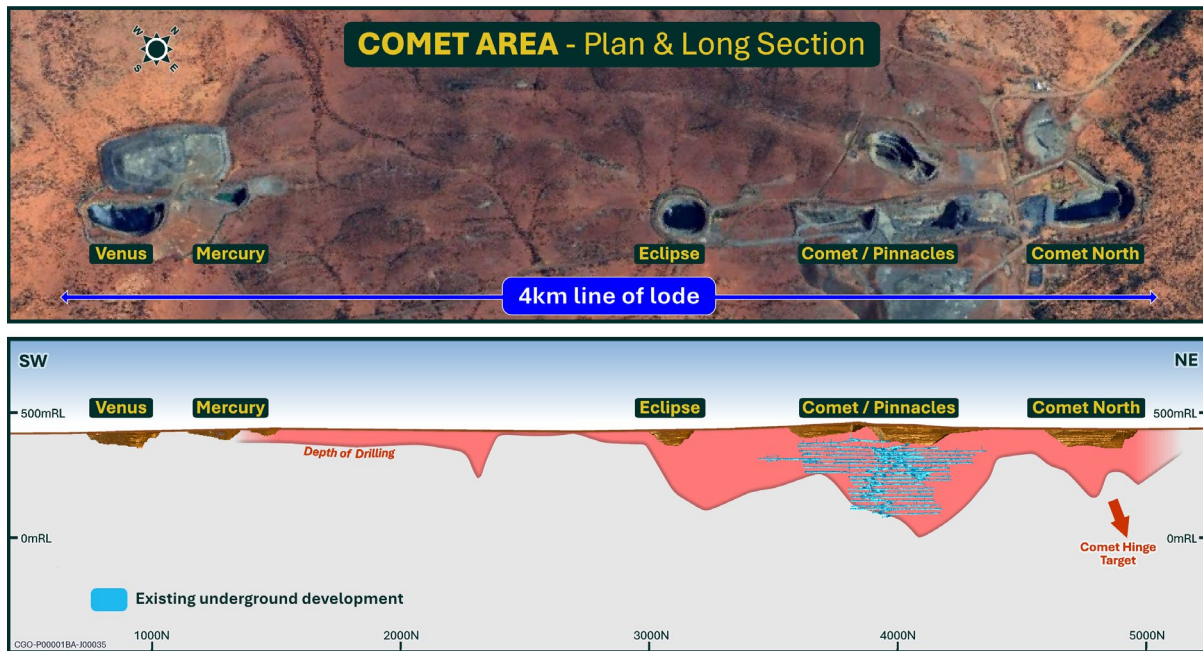 COMET AREA - Plan & Long Section
W N
S E
Venus
Mercury
Eclipse
Comet / Pinnacles
Comet North
4km line of lode
SW
NE
500mRL
Venus
Mercury
Eclipse
Comet / Pinnacles
Comet North
500mRL
Depth of Drilling
0mRL
0mRL
Comet Hinge
Target
Existing underground development
CGO-P00001BA-J00035
1000N
2000N
3000N
4000N
5000N